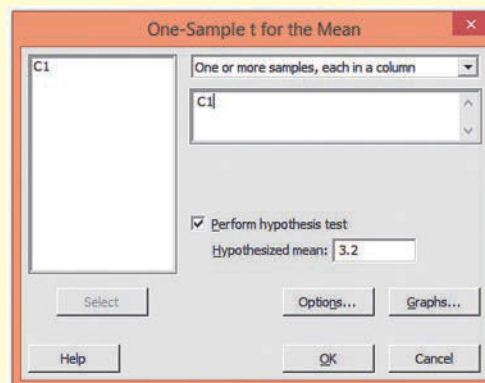 One-Sample t for the Mean
C1
One or more samples, each in a column
C1
Perform hypothesis test
Hypothesized mean: 3.2
Select
Options...
Graphs...
Help
OK
Cancel